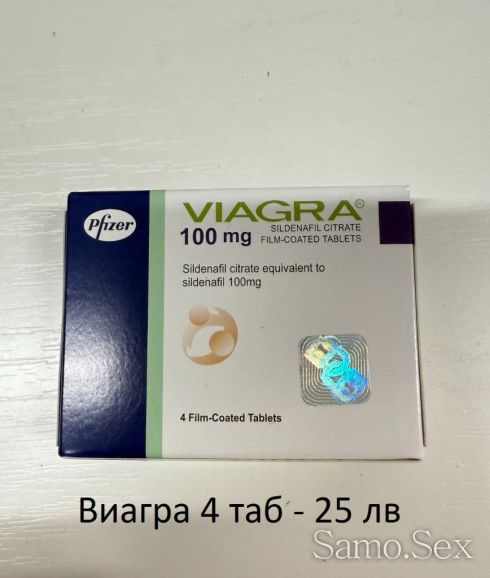 Pfizer
VIAGRA®
100 mg
SILDENAFIL CITRATE
FILM-COATED TABLETS
Sildenafil citrate equivalent to
sildenafil 100mg
4 Film-Coated Tablets
Виагра 4 таб - 25 лв
Samo.Sex